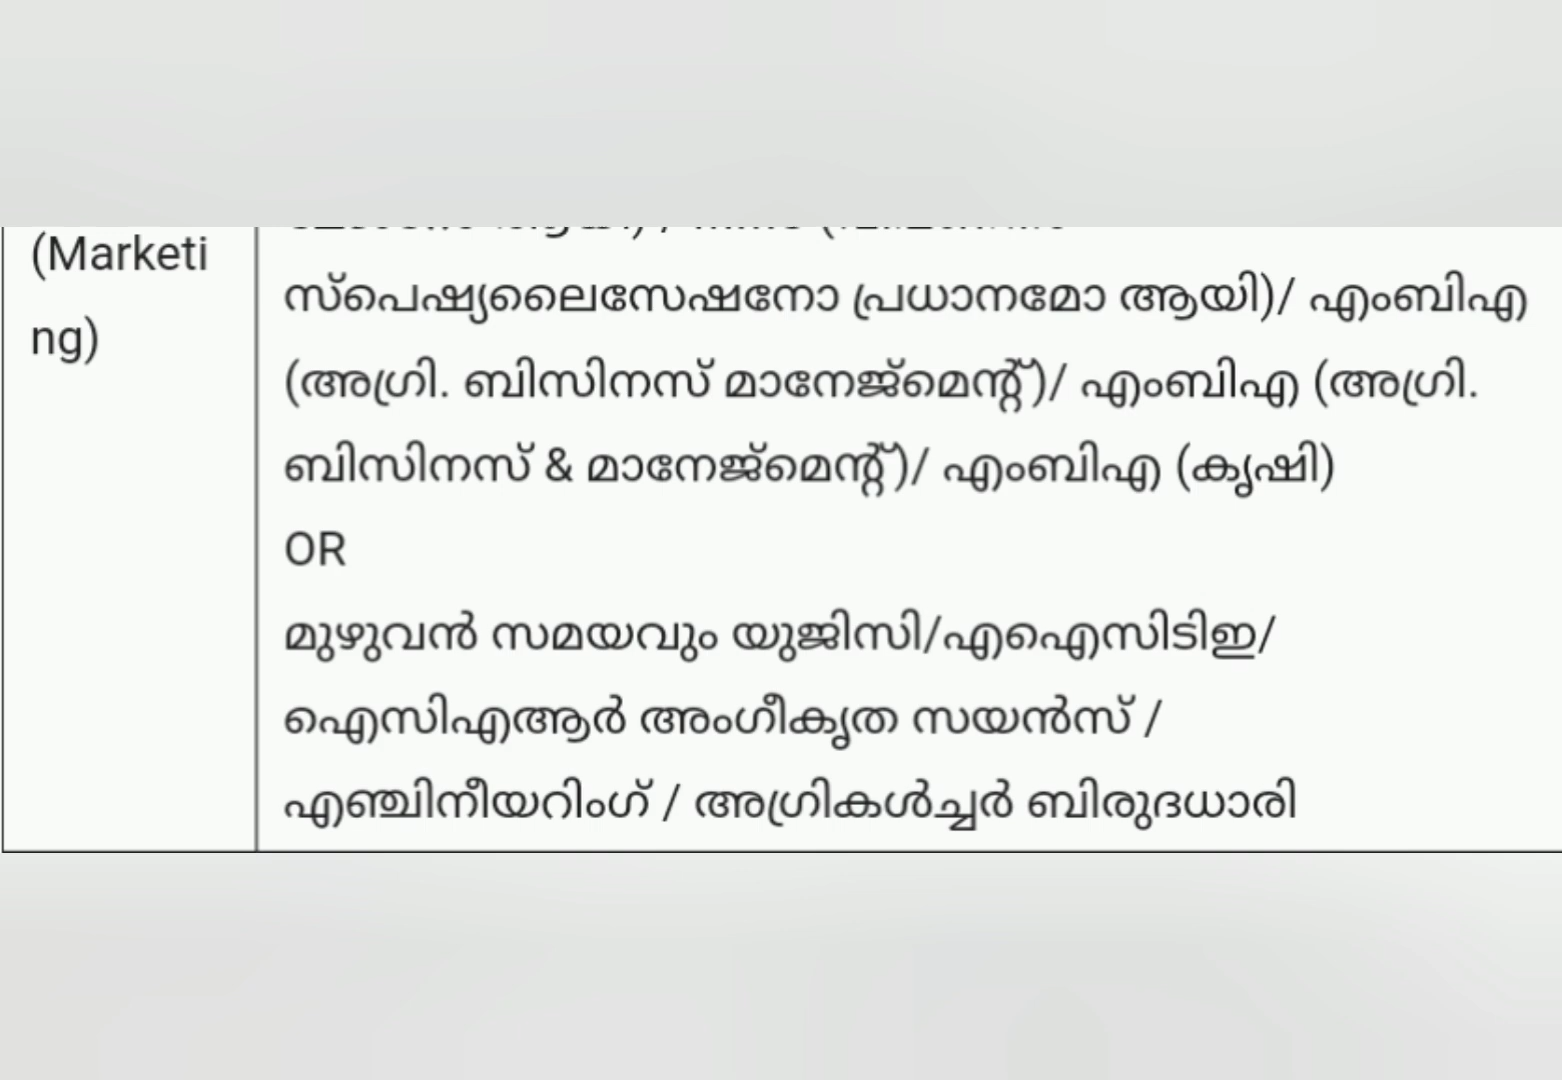 (Marketi
ng)
സ്പെഷ്യലൈസേഷനോ പ്രധാനമോ ആയി)/ എംബിഎ
(അഗ്രി. ബിസിനസ് മാനേജ്മെന്റ്)/ എംബിഎ (അഗ്രി.
ബിസിനസ് & മാനേജ്മെന്റ്)/ എംബിഎ (കൃഷി)
OR
മുഴുവൻ സമയവും യുജിസി/എഐസിടിഇ/
ഐസിഎആർ അംഗീകൃത സയൻസ് /
എഞ്ചിനീയറിംഗ് / അഗ്രികൾച്ചർ ബിരുദധാരി